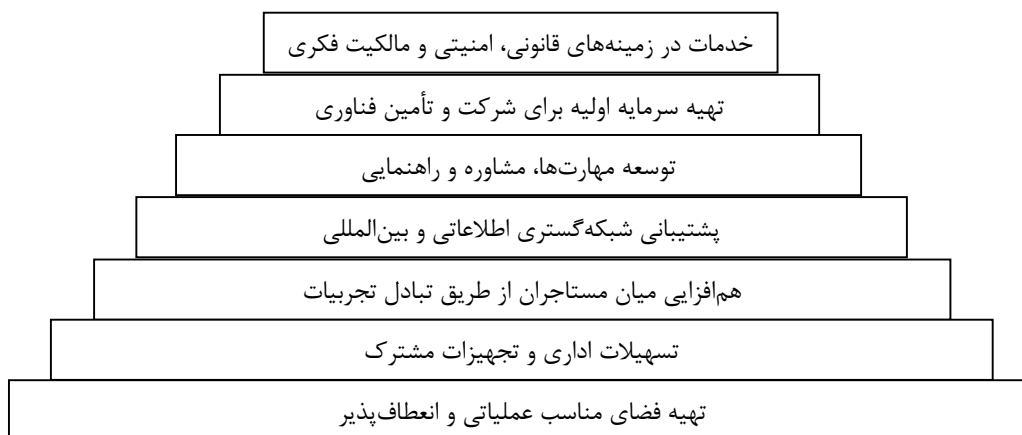 خدمات در زمینه‌های قانونی، امنیتی و مالکیت فکری
تهیه سرمایه اولیه برای شرکت و تأمین فناوری
توسعه مهارت‌ها، مشاوره و راهنمایی
پشتیبانی شبکه‌گستری اطلاعاتی و بین‌المللی
هم‌افزایی میان مستاجران از طریق تبادل تجربیات
تسهیلات اداری و تجهیزات مشترک
تهیه فضای مناسب عملیاتی و انعطاف‌پذیر